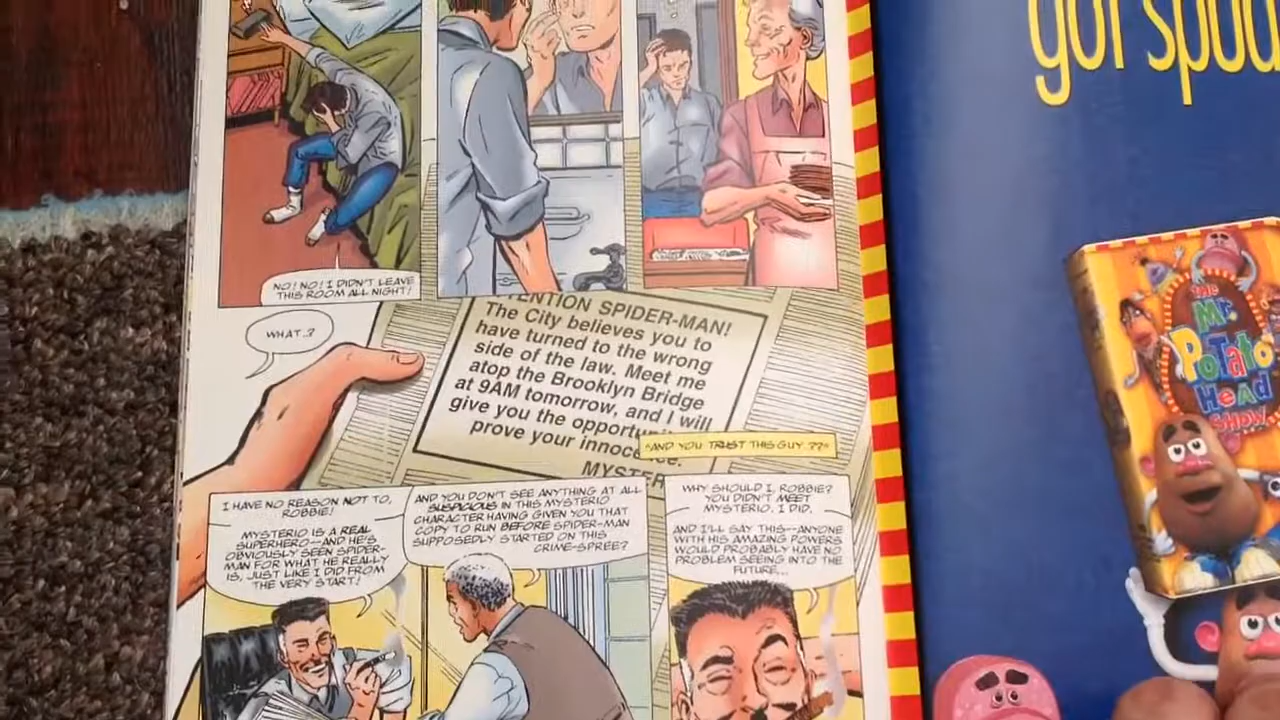 NO! NO! I DIDN'T LEAVE
THIS ROOM ALL NIGHT!
WHAT..?
TENTION SPIDER-MAN!
The City believes you to
have turned to the wrong
side of the law. Meet me
atop the Brooklyn Bridge
at 9AM tomorrow, and I will
give you the opportu
prove your innoce ce.
MYSTER
"AND YOU TRUST THIS GUY..??"
I HAVE NO REASON NOT TO,
ROBBIE!
MYSTERIO IS A REAL
SUPERHERO--AND HE'S
OBVIOUSLY SEEN SPIDER-
MAN FOR WHAT HE REALLY
IS, JUST LIKE I DID FROM
THE VERY START!
AND YOU DON'T SEE ANYTHING AT ALL
SUSPICIOUS IN THIS MYSTERIO
CHARACTER HAVING GIVEN YOU THAT
COPY TO RUN BEFORE SPIDER-MAN
SUPPOSEDLY STARTED ON THIS
CRIME-SPREE?
WHY SHOULD I, ROBBIE?
YOU DIDN'T MEET
MYSTERIO. I DID.
AND I'LL SAY THIS--ANYONE
WITH HIS AMAZING POWERS
WOULD PROBABLY HAVE NO
PROBLEM SEEING INTO THE
FUTURE...
got spud
THE
Mr.
POTATO
HEAD
SHOW